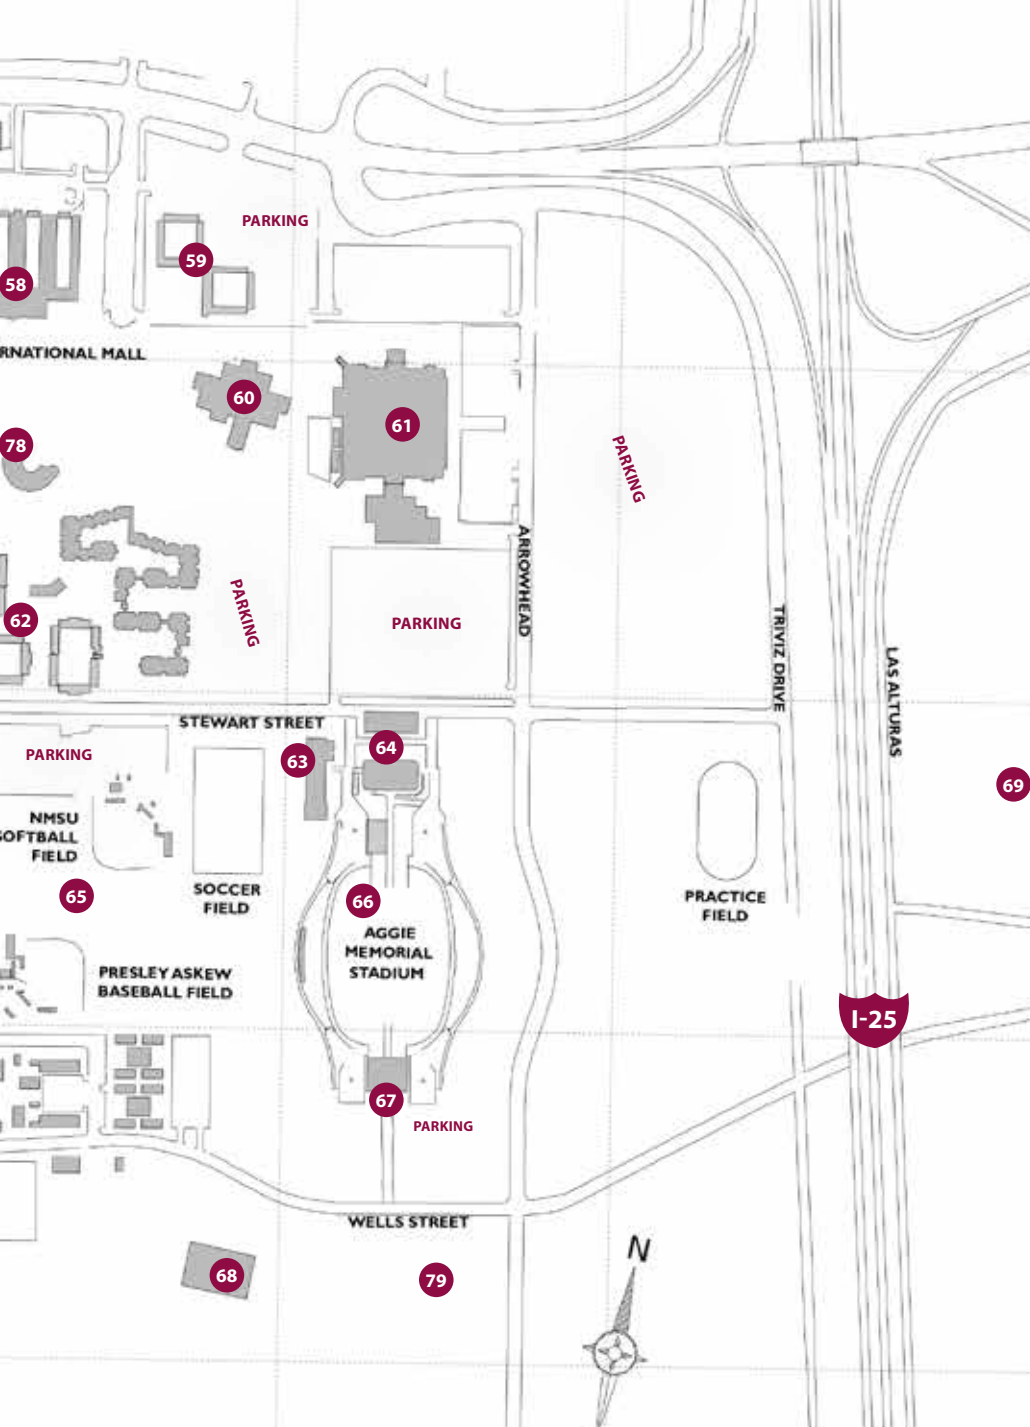 PARKING
59
58
RNATIONAL MALL
60
61
78
PARKING
ARROWHEAD
PARKING
PARKING
62
TRIVIZ DRIVE
LAS ALTURAS
STEWART STREET
PARKING
63
64
69
NMSU
SOFTBALL
FIELD
65
SOCCER
FIELD
66
AGGIE
MEMORIAL
STADIUM
PRACTICE
FIELD
PRESLEY ASKEW
BASEBALL FIELD
I-25
67
PARKING
WELLS STREET
68
79
N